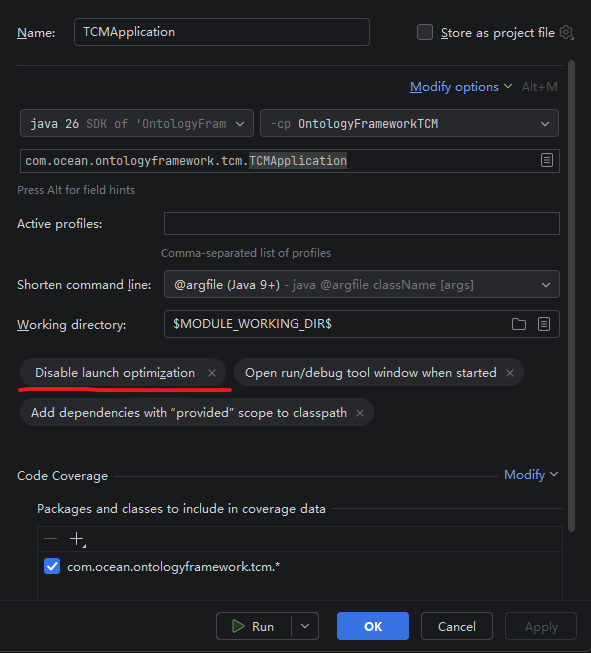 Name: TCMApplication Store as project file
Modify options Alt+M
java 26 SDK of 'OntologyFram -cp OntologyFrameworkTCM
com.ocean.ontologyframework.tcm.TCMApplication
Press Alt for field hints
Active profiles:
Comma-separated list of profiles
Shorten command line: @argfile (Java 9+) - java @argfile className [args]
Working directory: $MODULE_WORKING_DIR$
Disable launch optimization × Open run/debug tool window when started ×
Add dependencies with “provided” scope to classpath ×
Code Coverage Modify
Packages and classes to include in coverage data
com.ocean.ontologyframework.tcm.*
Run OK Cancel Apply